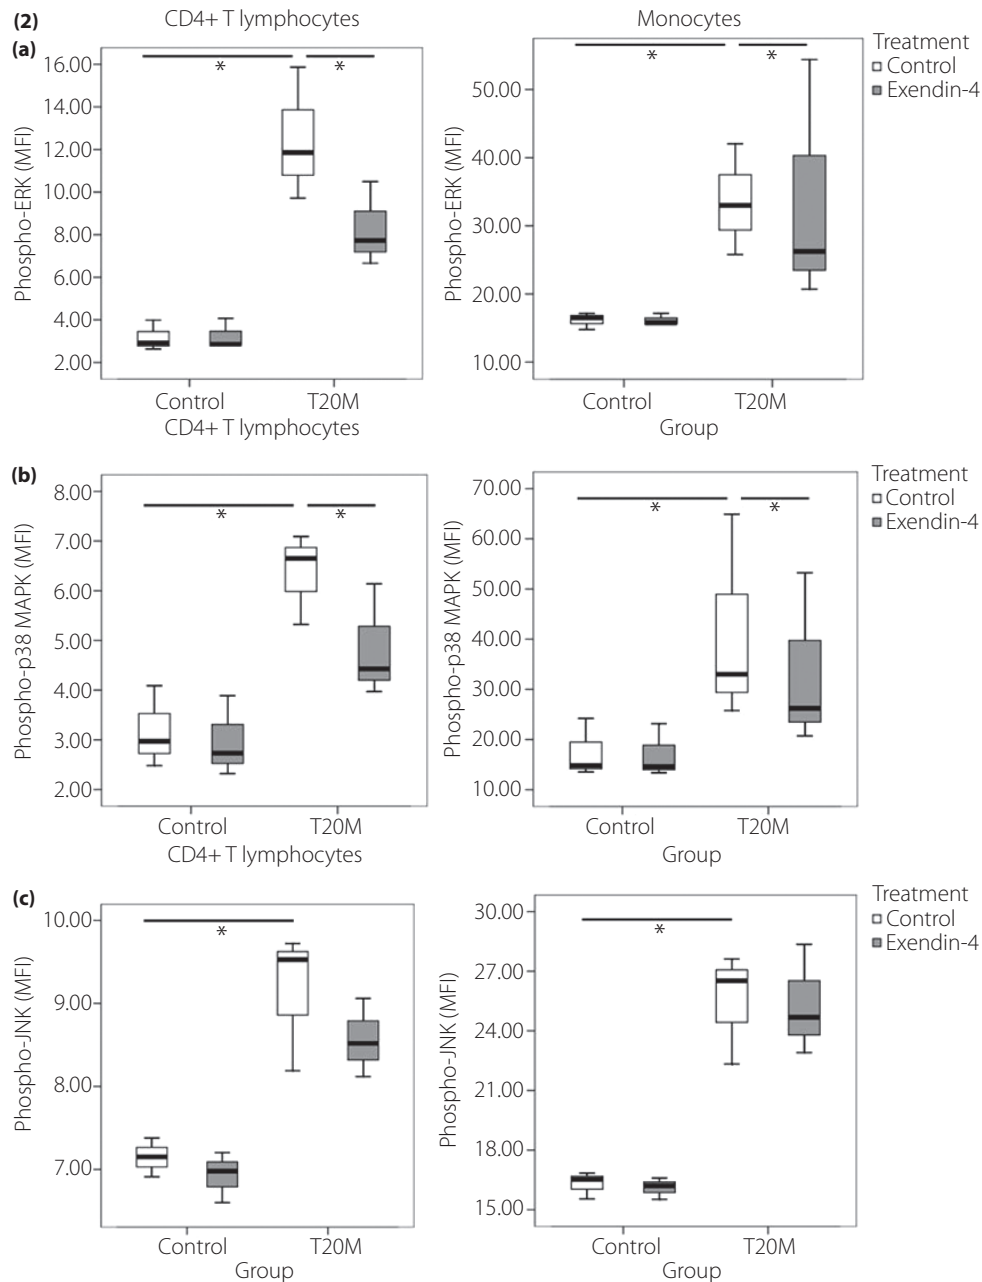 (2)
CD4+ T lymphocytes
Monocytes
(a)
Phospho-ERK (MFI)
16.00
14.00
12.00
10.00
8.00
6.00
4.00
2.00
*
*
Control
T20M
CD4+ T lymphocytes
Phospho-ERK (MFI)
50.00
40.00
30.00
20.00
10.00
*
*
Control
T20M
Group
Treatment
Control
Exendin-4
(b)
Phospho-p38 MAPK (MFI)
8.00
7.00
6.00
5.00
4.00
3.00
2.00
*
*
Control
T20M
CD4+ T lymphocytes
Phospho-p38 MAPK (MFI)
70.00
60.00
50.00
40.00
30.00
20.00
10.00
*
*
Control
T20M
Group
Treatment
Control
Exendin-4
(c)
Phospho-JNK (MFI)
10.00
9.00
8.00
7.00
*
Control
T20M
Group
Phospho-JNK (MFI)
30.00
27.00
24.00
21.00
18.00
15.00
*
Control
T20M
Group
Treatment
Control
Exendin-4